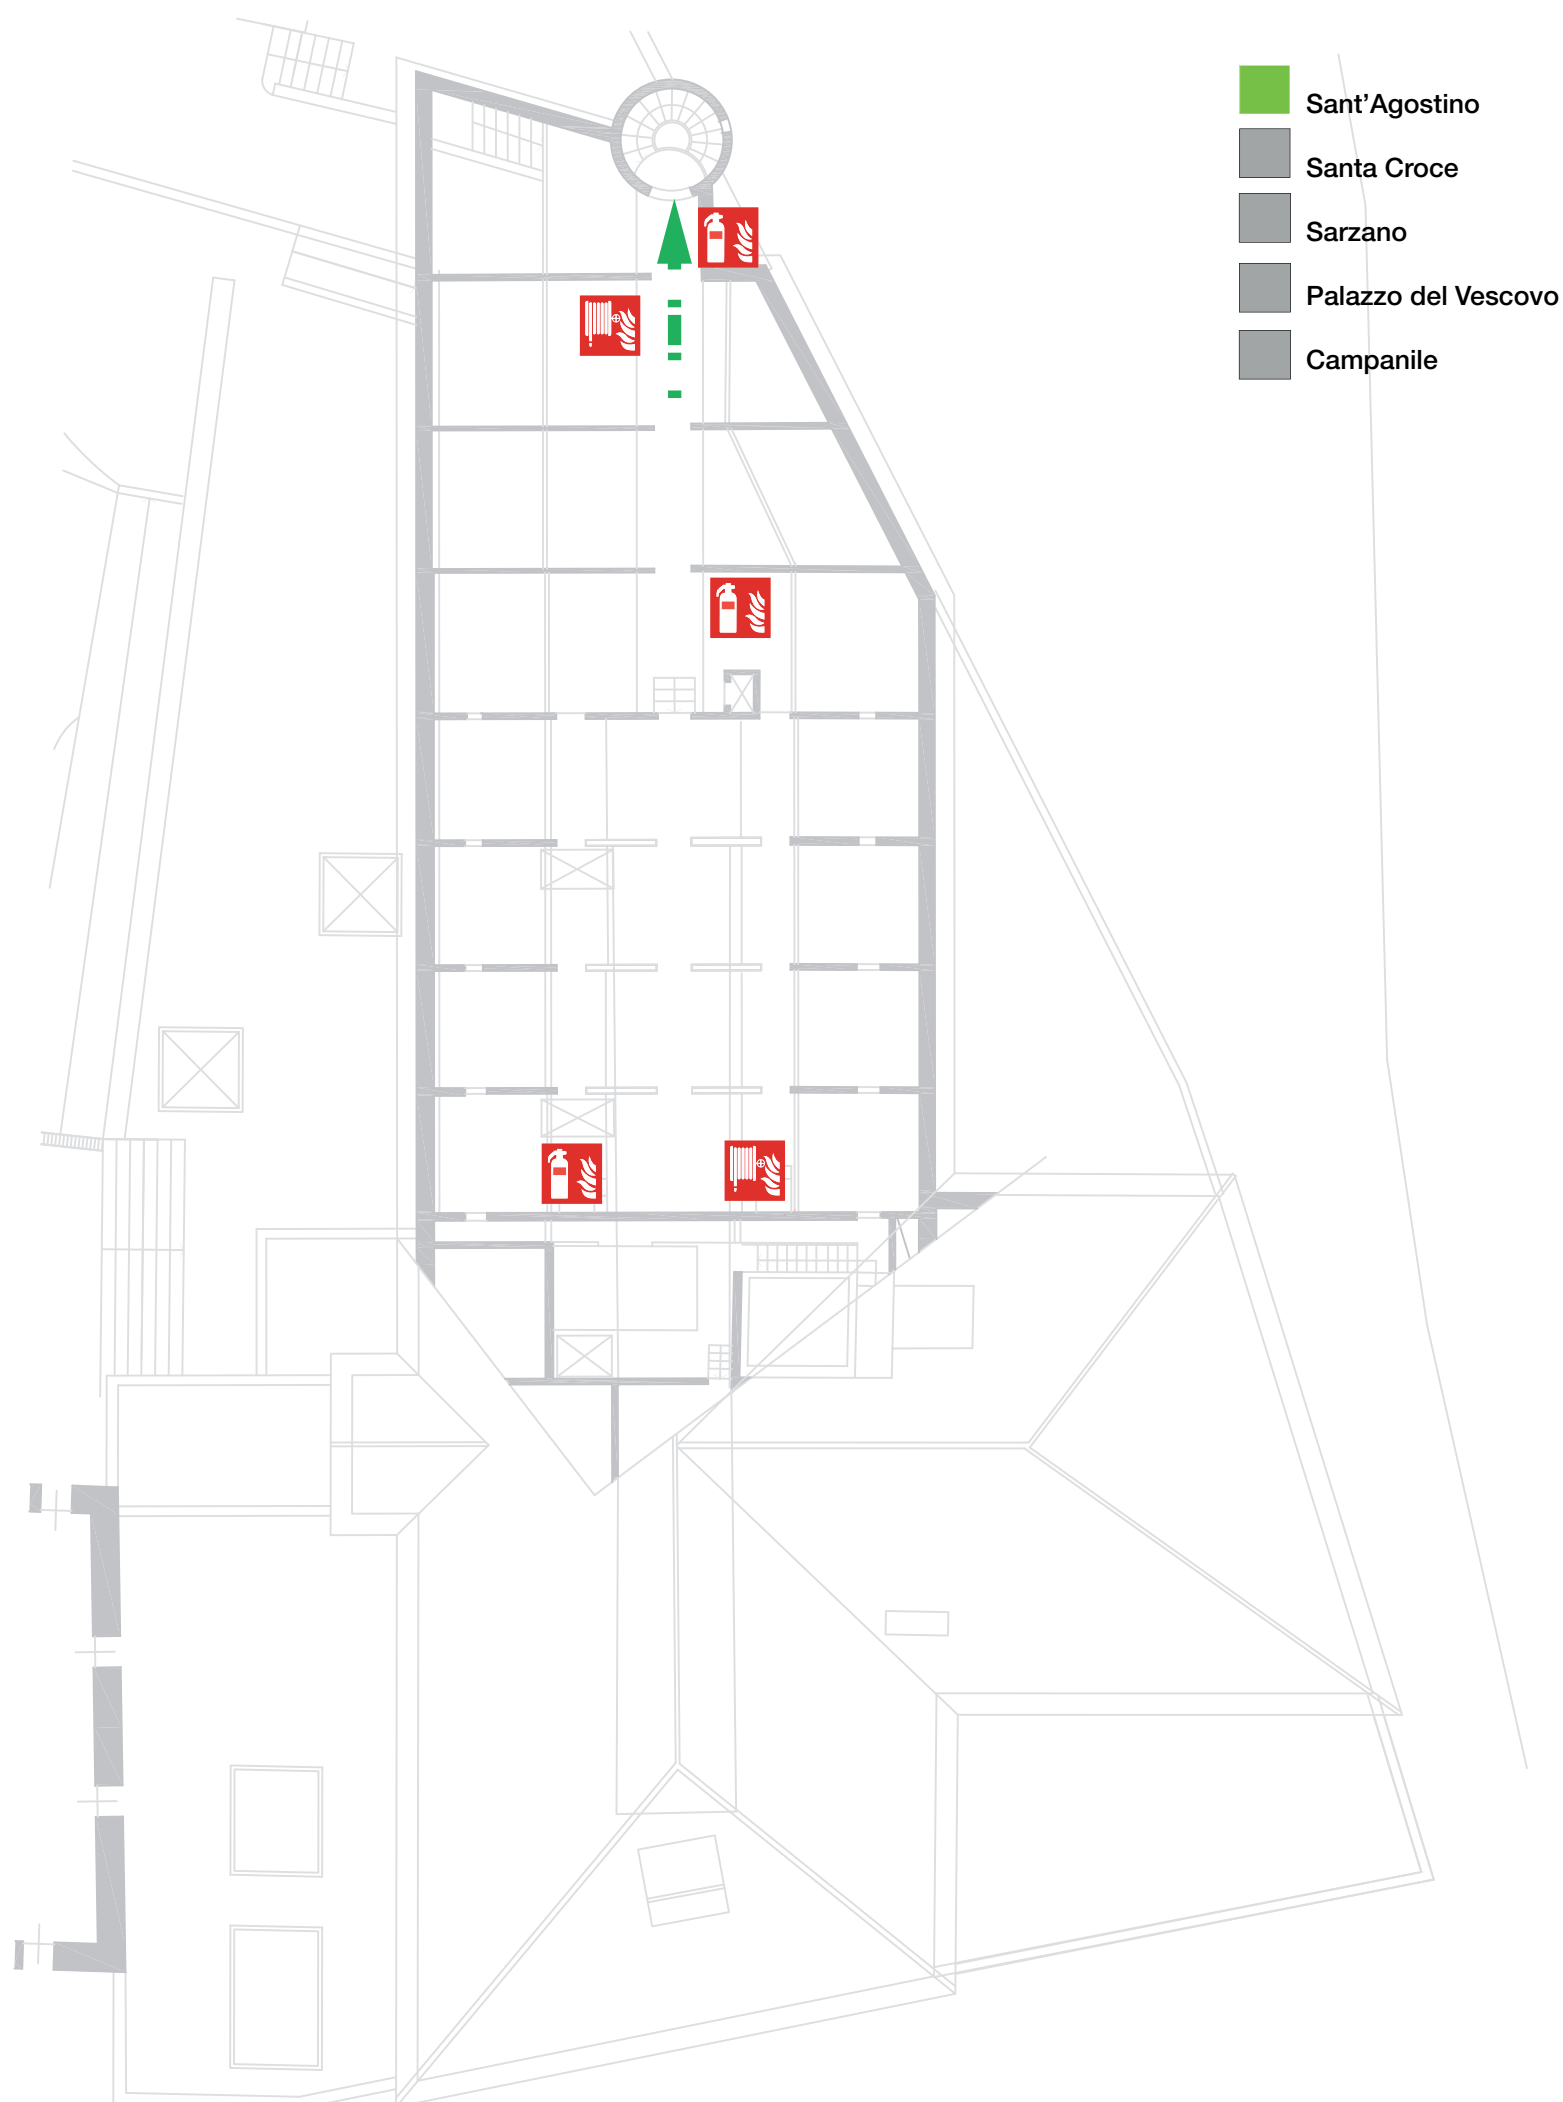 Sant’Agostino
Santa Croce
Sarzano
Palazzo del Vescovo
Campanile